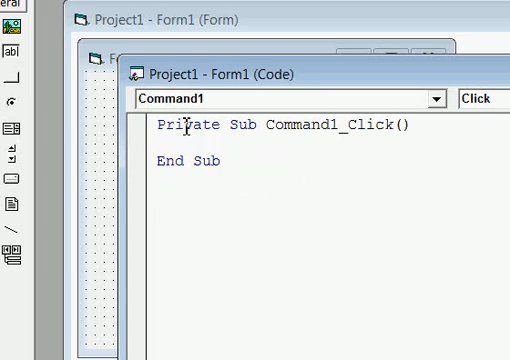 eral
Project1 - Form1 (Form)
Project1 - Form1 (Code)
Command1
Click
Private Sub Command1_Click()
End Sub